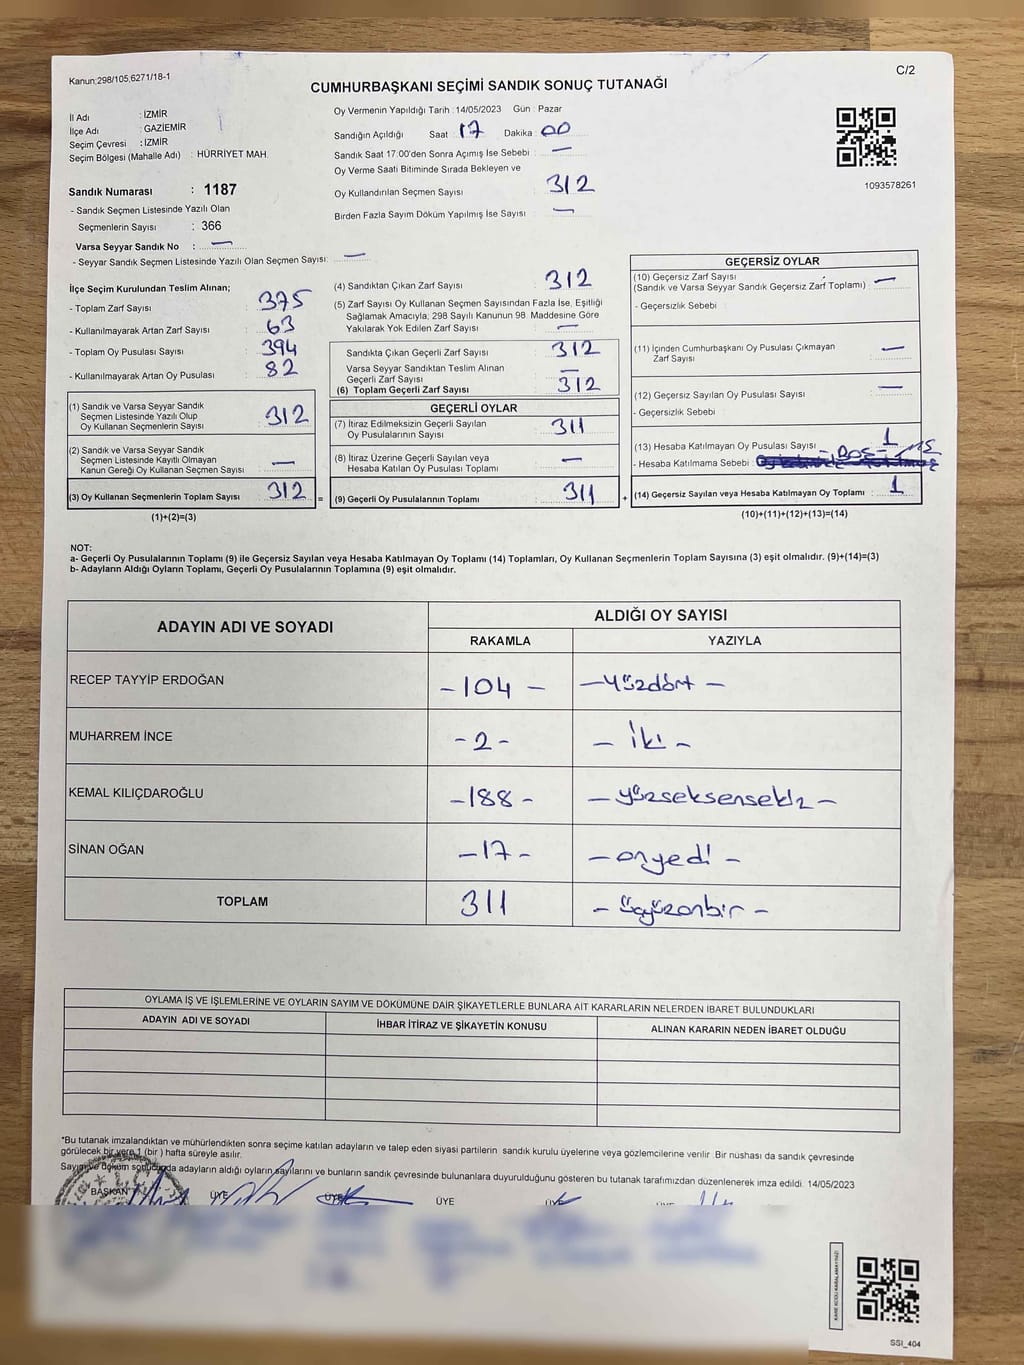 Kanun:298/105,6271/18-1
C/2
CUMHURBAŞKANI SEÇİMİ SANDIK SONUÇ TUTANAĞI
İl Adı : İZMİR
İlçe Adı : GAZİEMİR
Seçim Çevresi : İZMİR
Seçim Bölgesi (Mahalle Adı) : HÜRRİYET MAH.
Sandık Numarası : 1187
- Sandık Seçmen Listesinde Yazılı Olan
Seçmenlerin Sayısı : 366
Varsa Seyyar Sandık No : —
- Seyyar Sandık Seçmen Listesinde Yazılı Olan Seçmen Sayısı: —
Oy Vermenin Yapıldığı Tarih : 14/05/2023 Gün : Pazar
Sandığın Açıldığı Saat 17 Dakika : 00
Sandık Saat 17.00'den Sonra Açımış İse Sebebi : —
Oy Verme Saati Bitiminde Sırada Bekleyen ve
Oy Kullandırılan Seçmen Sayısı : 312
Birden Fazla Sayım Döküm Yapılmış İse Sayısı : —
1093578261
İlçe Seçim Kurulundan Teslim Alınan;
- Toplam Zarf Sayısı : 375
- Kullanılmayarak Artan Zarf Sayısı : 63
- Toplam Oy Pusulası Sayısı : 394
- Kullanılmayarak Artan Oy Pusulası : 82
(1) Sandık ve Varsa Seyyar Sandık
Seçmen Listesinde Yazılı Olup
Oy Kullanan Seçmenlerin Sayısı : 312
(2) Sandık ve Varsa Seyyar Sandık
Seçmen Listesinde Kayıtlı Olmayan
Kanun Gereği Oy Kullanan Seçmen Sayısı : —
(3) Oy Kullanan Seçmenlerin Toplam Sayısı : 312 =
(1)+(2)=(3)
(4) Sandıktan Çıkan Zarf Sayısı : 312
(5) Zarf Sayısı Oy Kullanan Seçmen Sayısından Fazla İse, Eşitliği
Sağlamak Amacıyla; 298 Sayılı Kanunun 98. Maddesine Göre
Yakılarak Yok Edilen Zarf Sayısı : —
Sandıkta Çıkan Geçerli Zarf Sayısı : 312
Varsa Seyyar Sandıktan Teslim Alınan
Geçerli Zarf Sayısı : —
(6) Toplam Geçerli Zarf Sayısı : 312
GEÇERLİ OYLAR
(7) İtiraz Edilmeksizin Geçerli Sayılan
Oy Pusulalarının Sayısı : 311
(8) İtiraz Üzerine Geçerli Sayılan veya
Hesaba Katılan Oy Pusulası Toplamı : —
(9) Geçerli Oy Pusulalarının Toplamı : 311 +
GEÇERSİZ OYLAR
(10) Geçersiz Zarf Sayısı
(Sandık ve Varsa Seyyar Sandık Geçersiz Zarf Toplamı) : —
- Geçersizlik Sebebi :
(11) İçinden Cumhurbaşkanı Oy Pusulası Çıkmayan
Zarf Sayısı : —
(12) Geçersiz Sayılan Oy Pusulası Sayısı : —
- Geçersizlik Sebebi :
(13) Hesaba Katılmayan Oy Pusulası Sayısı : 1
- Hesaba Katılmama Sebebi :
(14) Geçersiz Sayılan veya Hesaba Katılmayan Oy Toplamı : 1
(10)+(11)+(12)+(13)=(14)
NOT:
a- Geçerli Oy Pusulalarının Toplamı (9) ile Geçersiz Sayılan veya Hesaba Katılmayan Oy Toplamı (14) Toplamları, Oy Kullanan Seçmenlerin Toplam Sayısına (3) eşit olmalıdır. (9)+(14)=(3)
b- Adayların Aldığı Oyların Toplamı, Geçerli Oy Pusulalarının Toplamına (9) eşit olmalıdır.
ADAYIN ADI VE SOYADI
ALDIĞI OY SAYISI
RAKAMLA YAZIYLA
RECEP TAYYİP ERDOĞAN -104- -yüzdört-
MUHARREM İNCE -2- -iki-
KEMAL KILIÇDAROĞLU -188- -yüzseksensekiz-
SİNAN OĞAN -17- -onyedi-
TOPLAM 311 -üçyüzonbir-
OYLAMA İŞ VE İŞLEMLERİNE VE OYLARIN SAYIM VE DÖKÜMÜNE DAİR ŞİKAYETLERLE BUNLARA AİT KARARLARIN NELERDEN İBARET BULUNDUKLARI
ADAYIN ADI VE SOYADI İHBAR İTİRAZ VE ŞİKAYETİN KONUSU ALINAN KARARIN NEDEN İBARET OLDUĞU
*Bu tutanak imzalandıktan ve mühürlendikten sonra seçime katılan adayların ve talep eden siyasi partilerin sandık kurulu üyelerine veya gözlemcilerine verilir. Bir nüshası da sandık çevresinde
görülecek bir yere 1 (bir ) hafta süreyle asılır.
Sayım ve döküm sonucunda adayların aldığı oyların sayılarını ve bunların sandık çevresinde bulunanlara duyurulduğunu gösteren bu tutanak tarafımızdan düzenlenerek imza edildi. 14/05/2023
BAŞKAN ÜYE ÜYE ÜYE ÜYE
KARE KODU KARALAMAYINIZ!
SSI_404